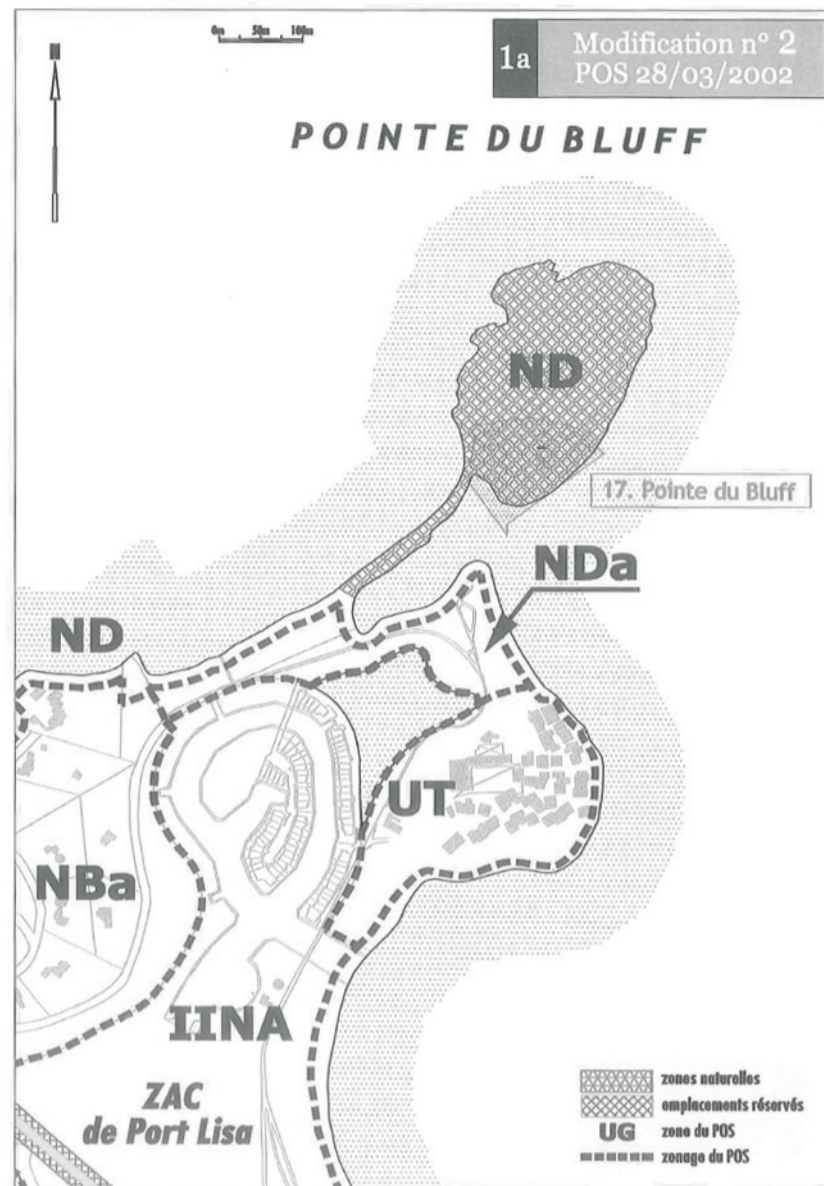 0m 50m 100m
1a
Modification n° 2
POS 28/03/2002
N
POINTE DU BLUFF
ND
17. Pointe du Bluff
NDa
ND
UT
NBa
IINA
ZAC
de Port Lisa
zones naturelles
emplacements réservés
UG zone du POS
zonage du POS